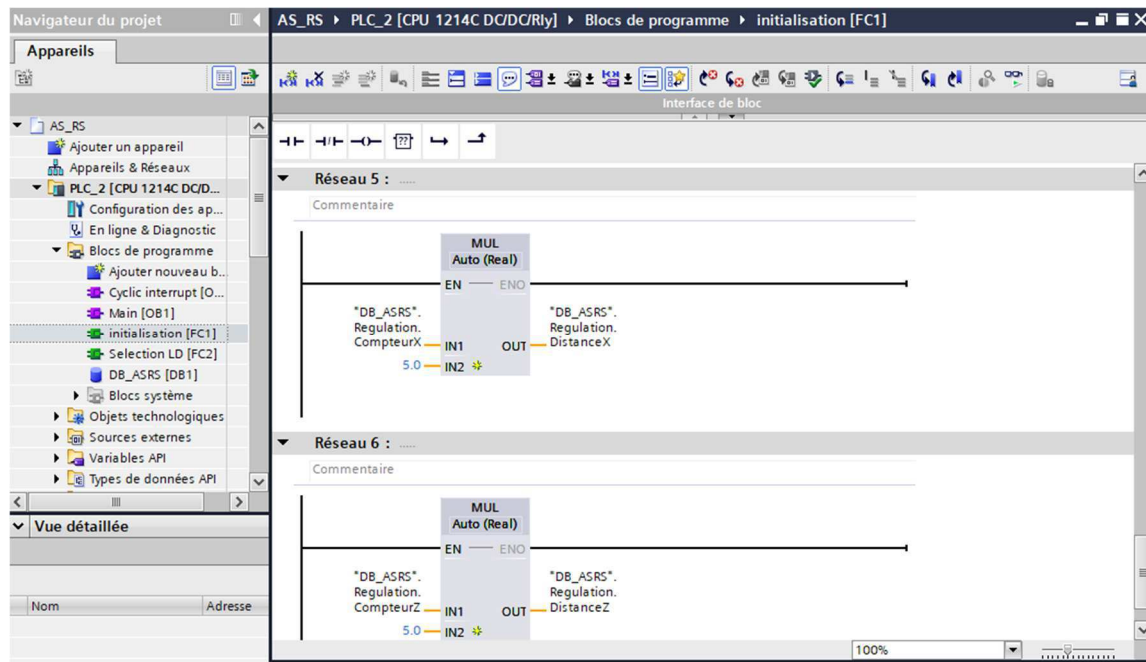 Navigateur du projet
AS_RS PLC_2 [CPU 1214C DC/DC/Rly] Blocs de programme initialisation [FC1]
Appareils
Interface de bloc
AS_RS
Ajouter un appareil
Appareils & Réseaux
PLC_2 [CPU 1214C DC/D...
Configuration des ap...
En ligne & Diagnostic
Blocs de programme
Ajouter nouveau b...
Cyclic interrupt [O...
Main [OB1]
initialisation [FC1]
Selection LD [FC2]
DB_ASRS [DB1]
Blocs système
Objets technologiques
Sources externes
Variables API
Types de données API
Vue détaillée
Nom Adresse
??
Réseau 5 : .....
Commentaire
MUL
Auto (Real)
EN ENO
"DB_ASRS". "DB_ASRS".
Regulation. Regulation.
CompteurX IN1 OUT DistanceX
5.0 IN2
Réseau 6 : .....
Commentaire
MUL
Auto (Real)
EN ENO
"DB_ASRS". "DB_ASRS".
Regulation. Regulation.
CompteurZ IN1 OUT DistanceZ
5.0 IN2
100%